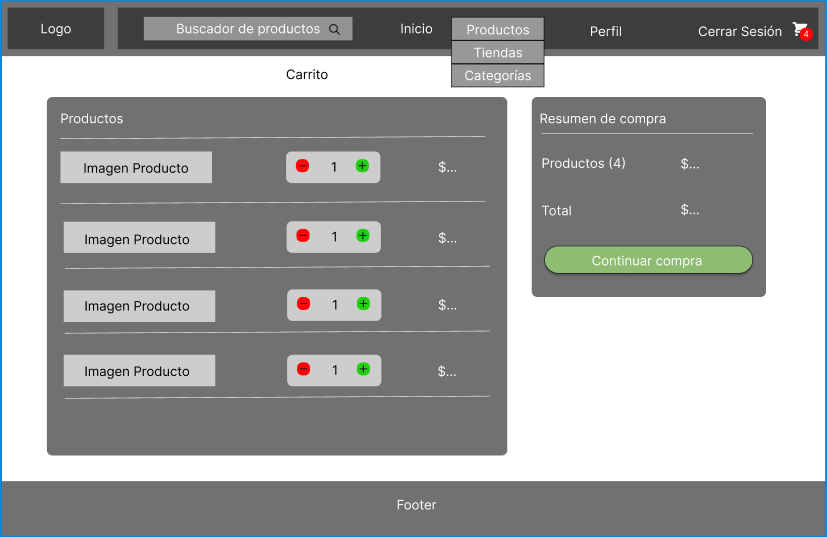 Logo
Buscador de productos
Inicio
Productos
Perfil
Cerrar Sesión
4
Tiendas
Categorías
Carrito
Productos
Imagen Producto
1
$...
Imagen Producto
1
$...
Imagen Producto
1
$...
Imagen Producto
1
$...
Resumen de compra
Productos (4) $...
Total $...
Continuar compra
Footer